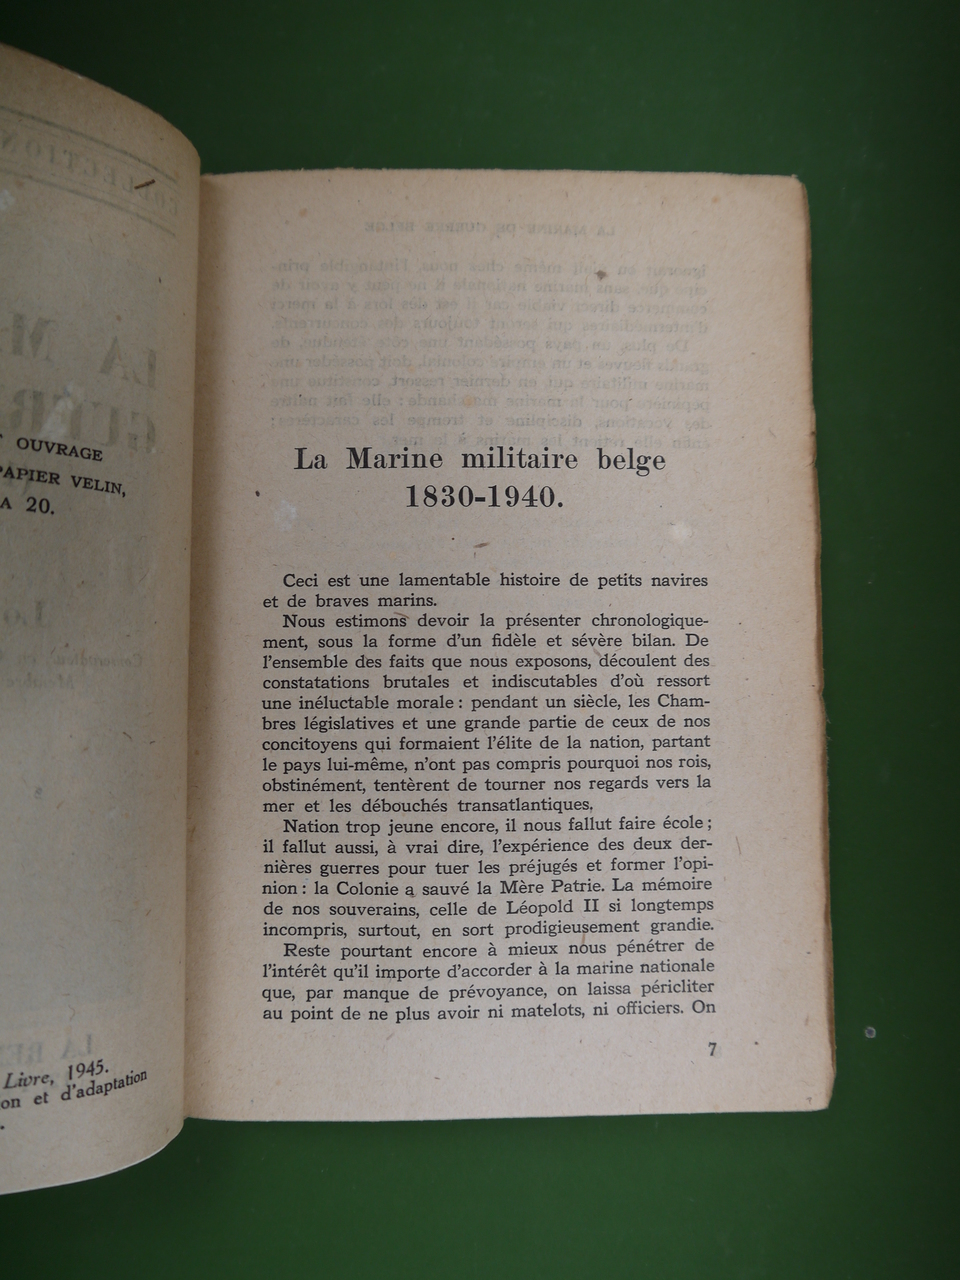 OUVRAGE
PAPIER VELIN,
A 20.
Livre, 1945.
on et d'adaptation
La Marine militaire belge
1830-1940.
Ceci est une lamentable histoire de petits navires
et de braves marins.
Nous estimons devoir la présenter chronologique-
ment, sous la forme d'un fidèle et sévère bilan. De
l'ensemble des faits que nous exposons, découlent des
constatations brutales et indiscutables d'où ressort
une inéluctable morale : pendant un siècle, les Cham-
bres législatives et une grande partie de ceux de nos
concitoyens qui formaient l'élite de la nation, partant
le pays lui-même, n'ont pas compris pourquoi nos rois,
obstinément, tentèrent de tourner nos regards vers la
mer et les débouchés transatlantiques.
Nation trop jeune encore, il nous fallut faire école ;
il fallut aussi, à vrai dire, l'expérience des deux der-
nières guerres pour tuer les préjugés et former l'opi-
nion : la Colonie a sauvé la Mère Patrie. La mémoire
de nos souverains, celle de Léopold II si longtemps
incompris, surtout, en sort prodigieusement grandie.
Reste pourtant encore à mieux nous pénétrer de
l'intérêt qu'il importe d'accorder à la marine nationale
que, par manque de prévoyance, on laissa péricliter
au point de ne plus avoir ni matelots, ni officiers. On
7